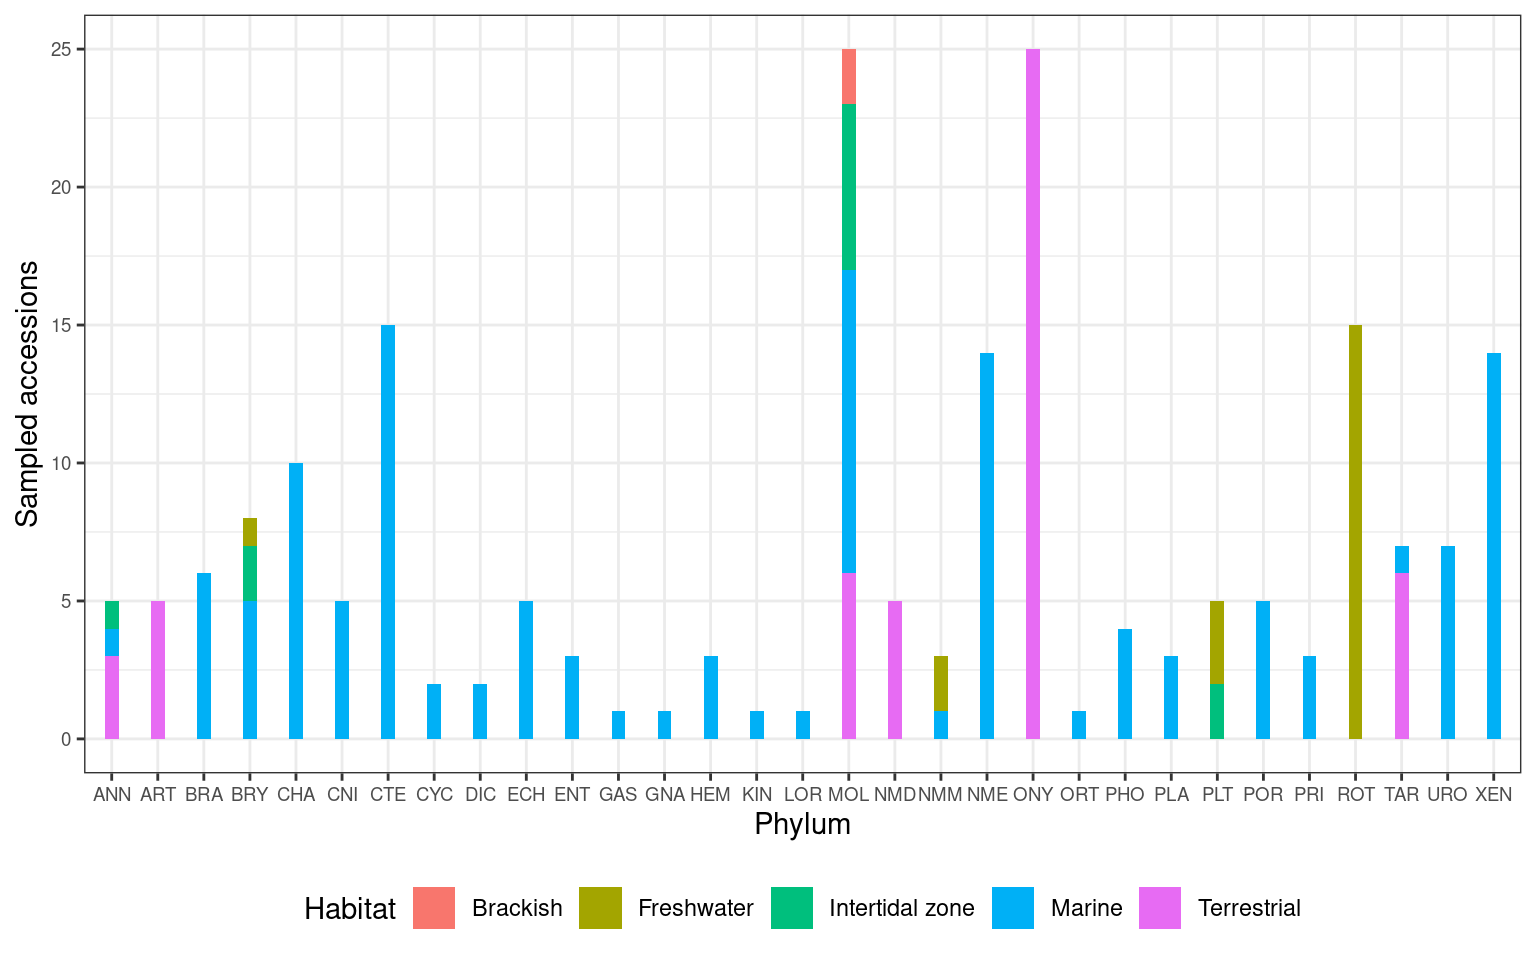 25
20
15
10
5
0
Sampled accessions
ANN ART BRA BRY CHA CNI CTE CYC DIC ECH ENT GAS GNA HEM KIN LOR MOL NMD NMM NME ONY ORT PHO PLA PLT POR PRI ROT TAR URO XEN
Phylum
Habitat Brackish Freshwater Intertidal zone Marine Terrestrial